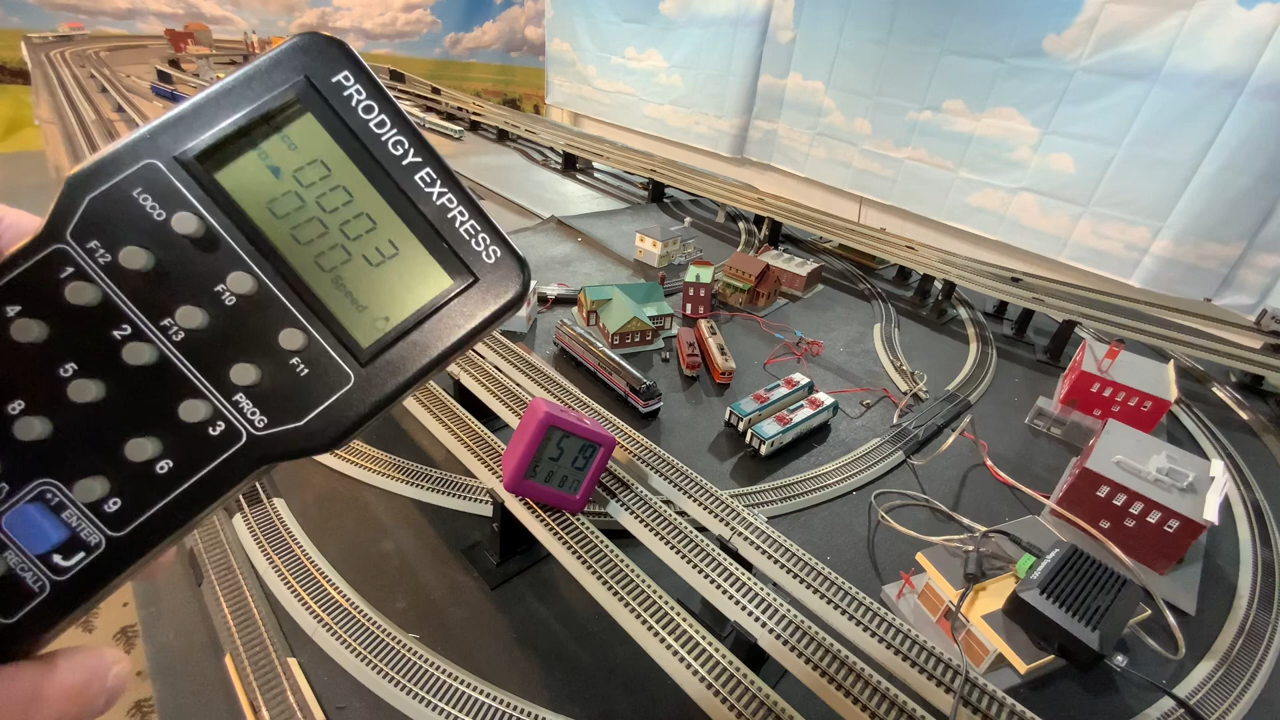 PRODIGY EXPRESS
0003
000
Speed
LOCO
F12
F10
F13
F11
PROG
1
2
3
4
5
6
8
9
+1
ENTER
RECALL
5 19